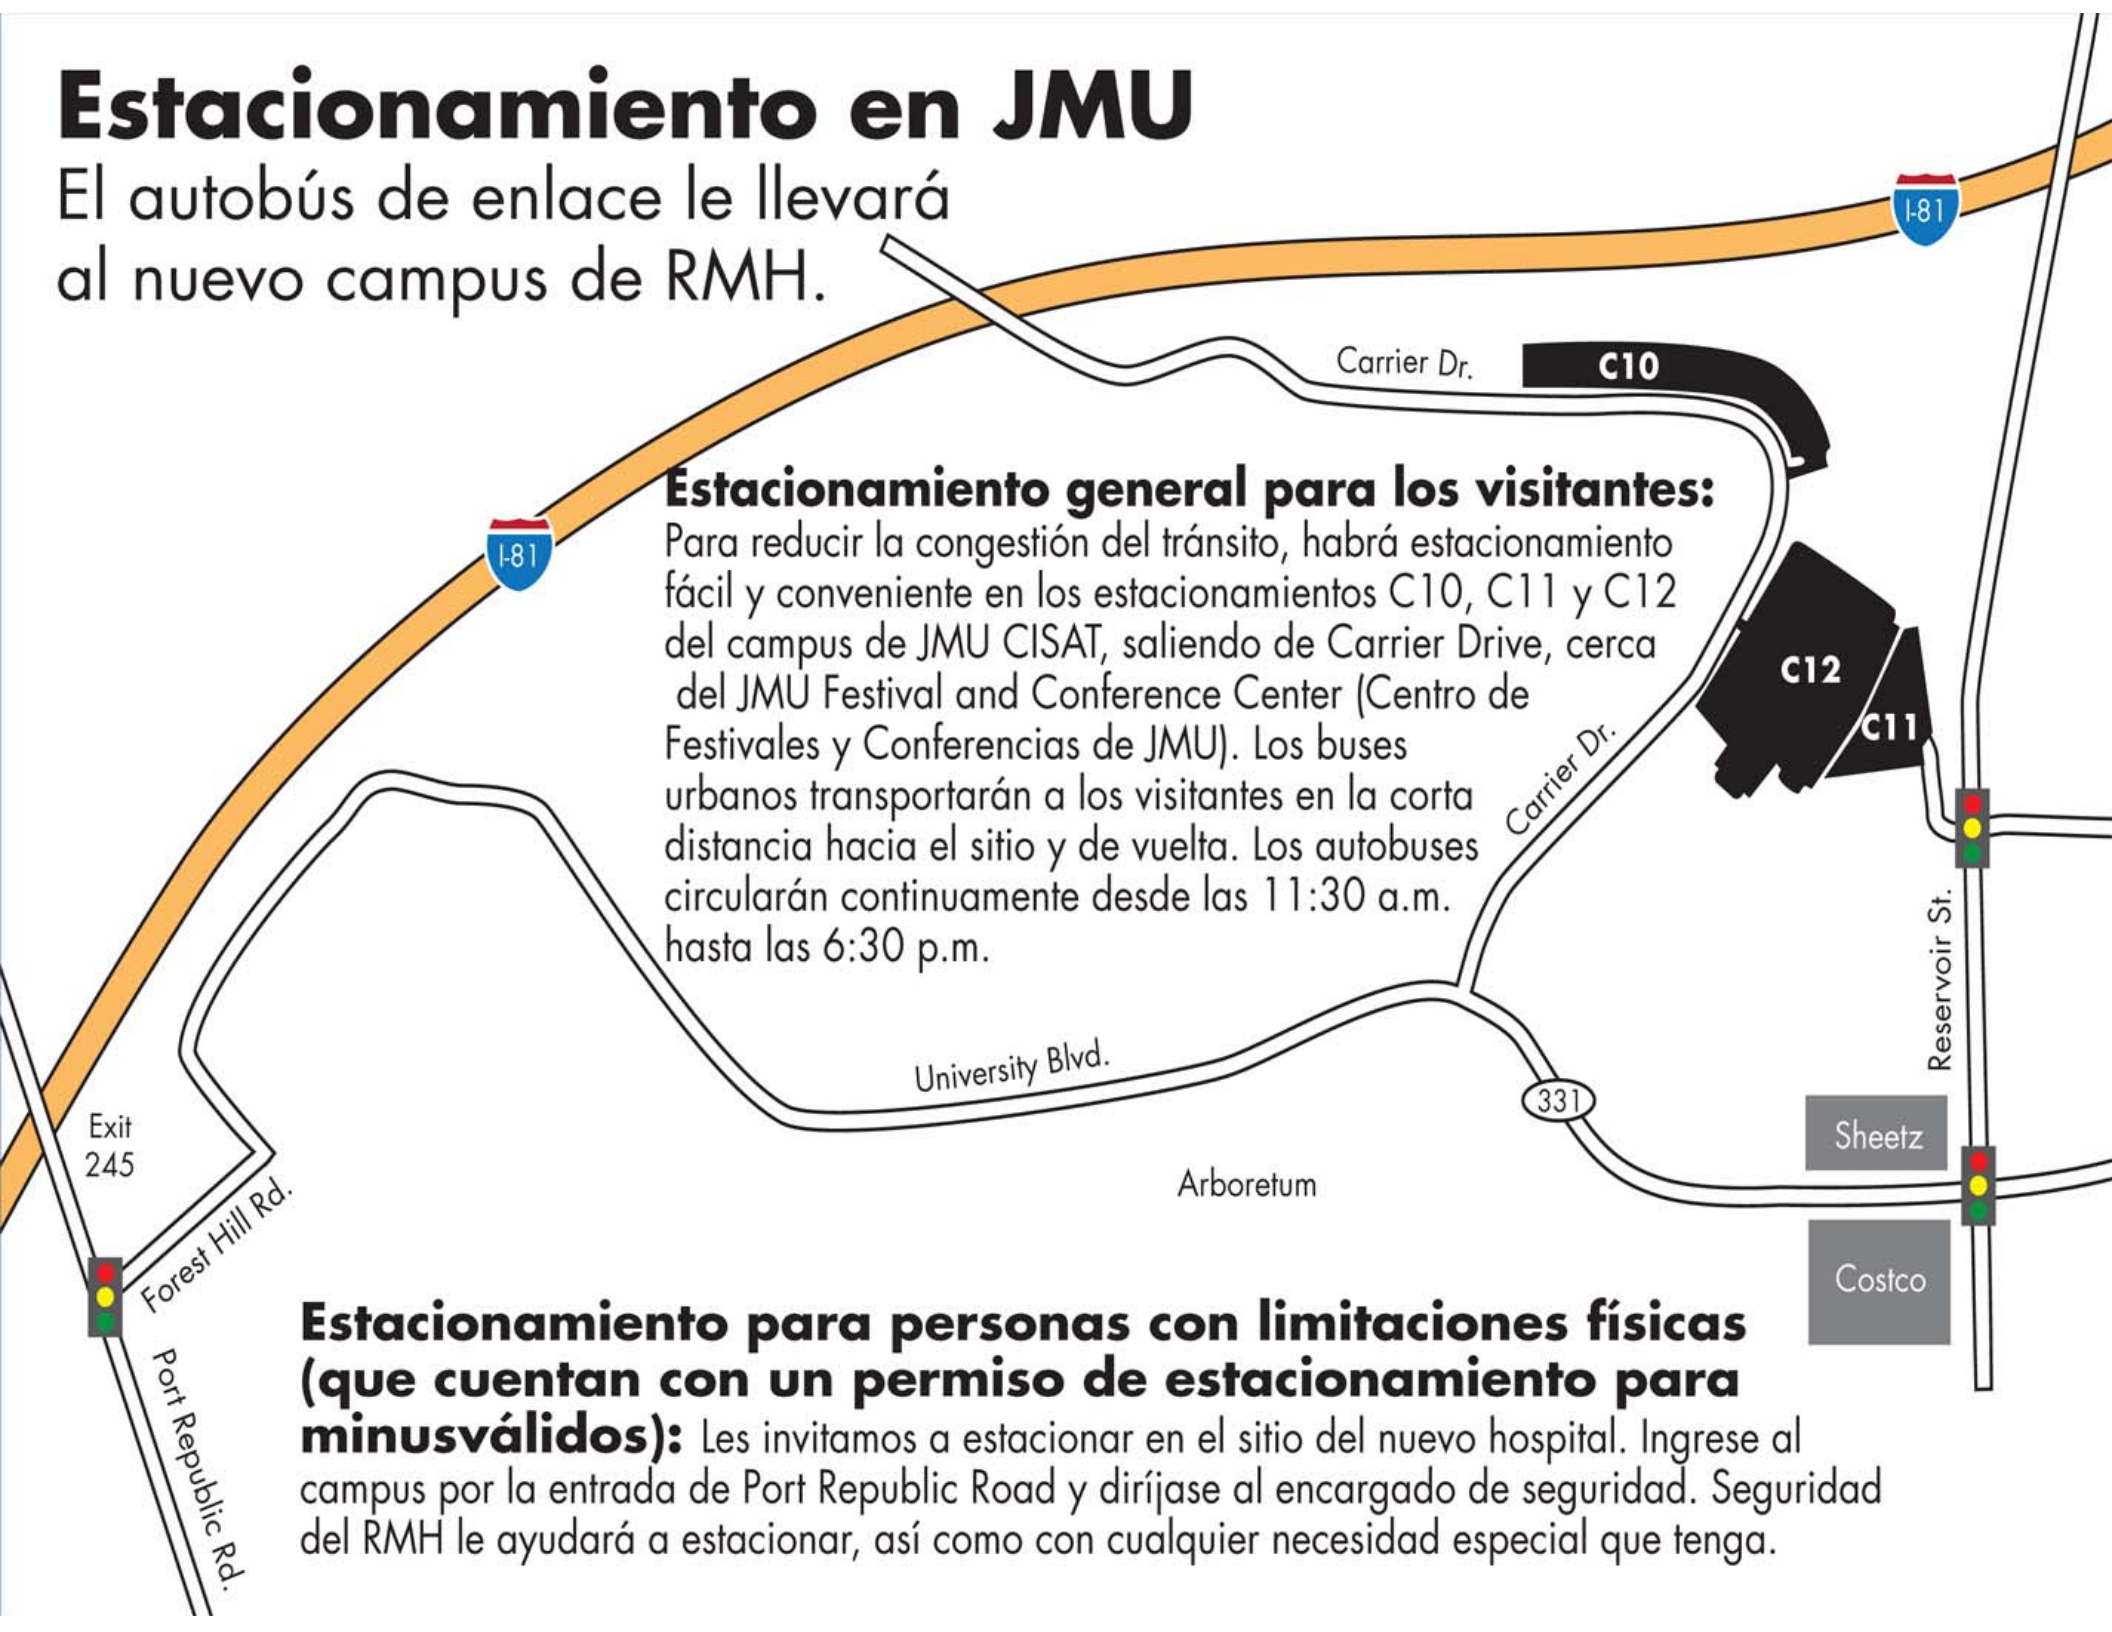 Estacionamiento en JMU
El autobús de enlace le llevará
al nuevo campus de RMH.
I-81
Carrier Dr.
C10
I-81
Estacionamiento general para los visitantes:
Para reducir la congestión del tránsito, habrá estacionamiento
fácil y conveniente en los estacionamientos C10, C11 y C12
del campus de JMU CISAT, saliendo de Carrier Drive, cerca
del JMU Festival and Conference Center (Centro de
Festivales y Conferencias de JMU). Los buses
urbanos transportarán a los visitantes en la corta
distancia hacia el sitio y de vuelta. Los autobuses
circularán continuamente desde las 11:30 a.m.
hasta las 6:30 p.m.
C12
C11
Carrier Dr.
Reservoir St.
University Blvd.
331
Exit
245
Sheetz
Arboretum
Forest Hill Rd.
Costco
Port Republic Rd.
Estacionamiento para personas con limitaciones físicas
(que cuentan con un permiso de estacionamiento para
minusválidos): Les invitamos a estacionar en el sitio del nuevo hospital. Ingrese al
campus por la entrada de Port Republic Road y diríjase al encargado de seguridad. Seguridad
del RMH le ayudará a estacionar, así como con cualquier necesidad especial que tenga.